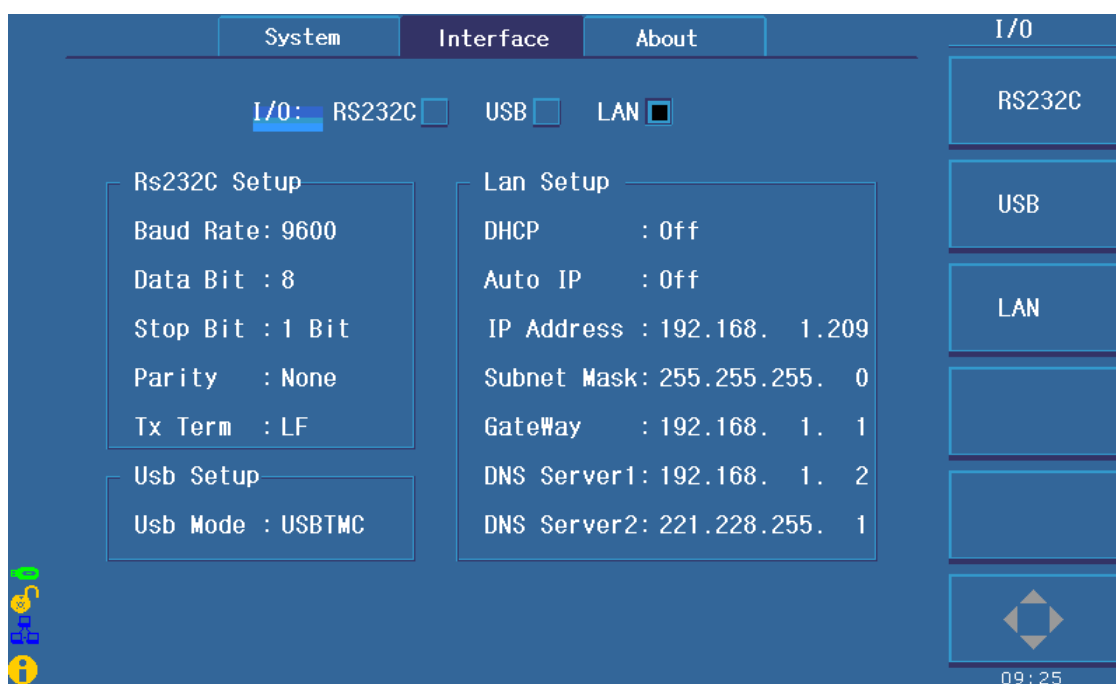 System Interface About
I/O: RS232C USB LAN
Rs232C Setup
Baud Rate: 9600
Data Bit : 8
Stop Bit : 1 Bit
Parity : None
Tx Term : LF
Usb Setup
Usb Mode : USBTMC
Lan Setup
DHCP : Off
Auto IP : Off
IP Address : 192.168. 1.209
Subnet Mask: 255.255.255. 0
GateWay : 192.168. 1. 1
DNS Server1: 192.168. 1. 2
DNS Server2: 221.228.255. 1
I/O
RS232C
USB
LAN
09:25